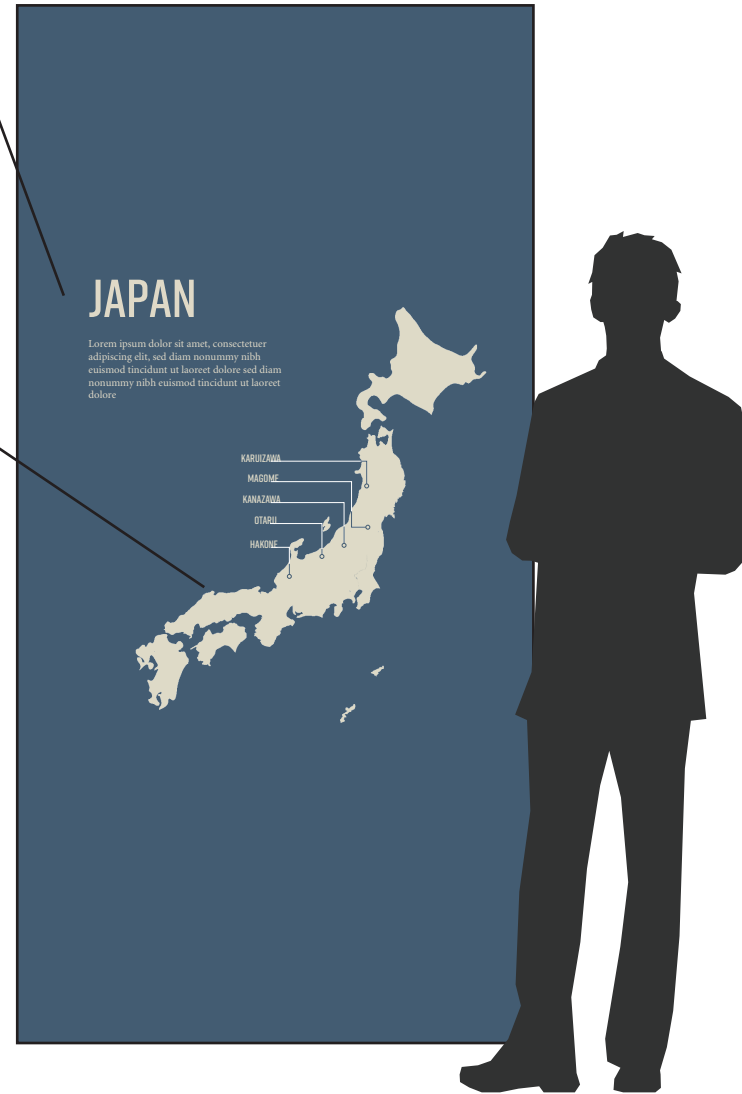 JAPAN
Lorem ipsum dolor sit amet, consectetuer
adipiscing elit, sed diam nonummy nibh
euismod tincidunt ut laoreet dolore sed diam
nonummy nibh euismod tincidunt ut laoreet
dolore
KARUIZAWA
MAGOME
KANAZAWA
OTARU
HAKONE